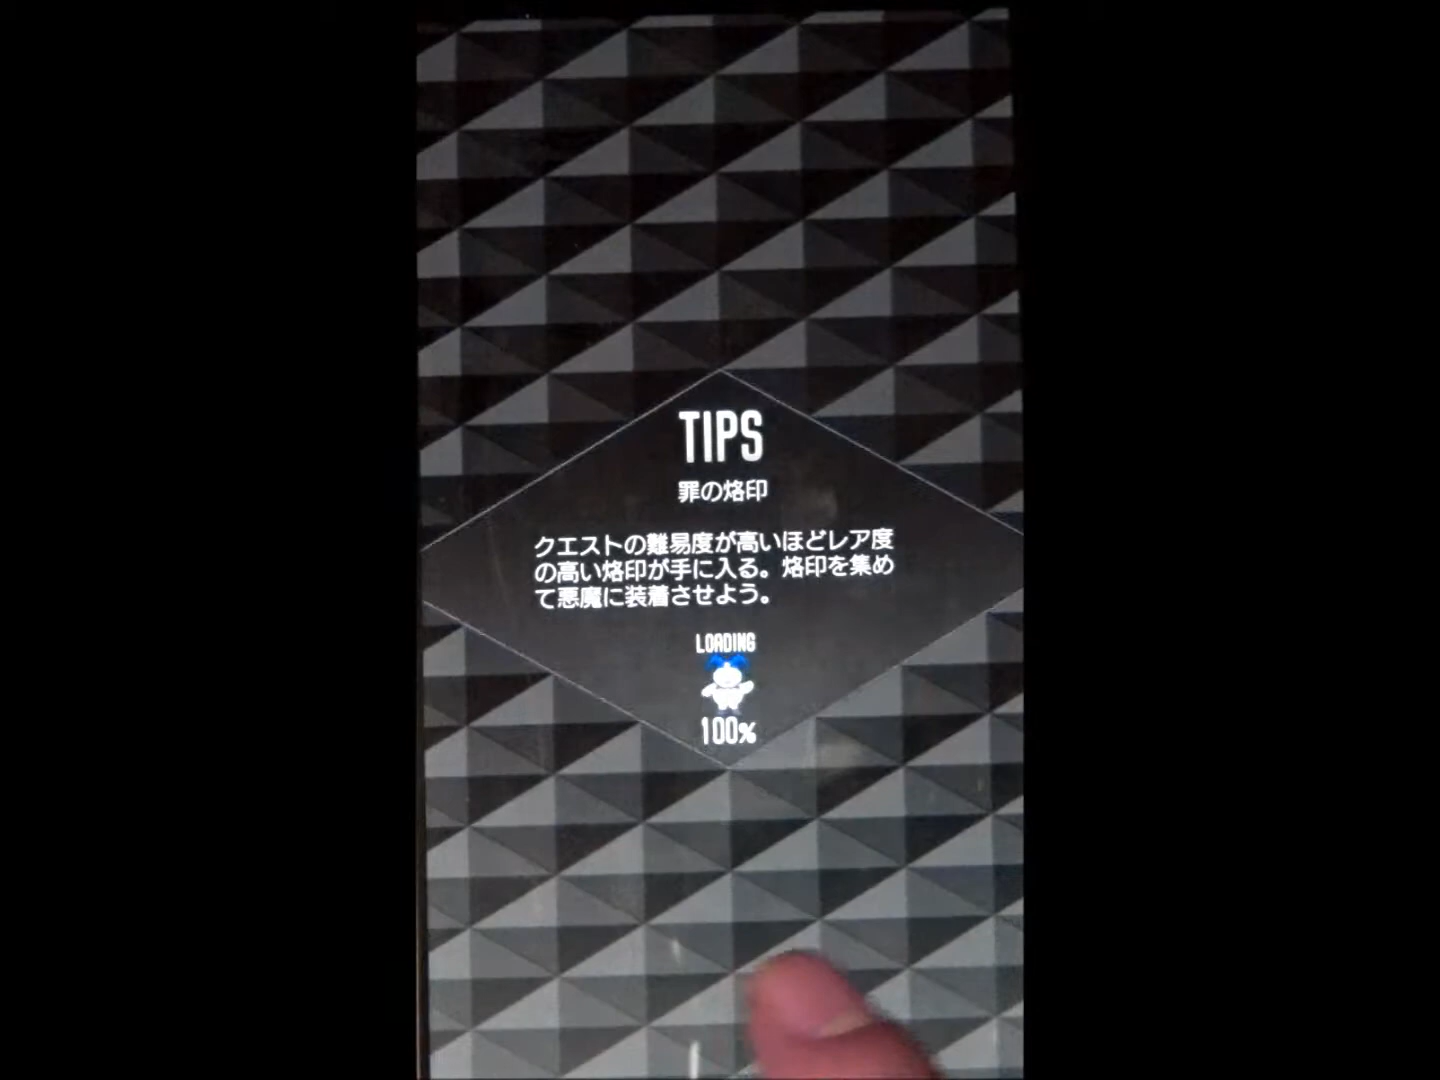 TIPS
罪の烙印
クエストの難易度が高いほどレア度
の高い烙印が手に入る。烙印を集め
て悪魔に装着させよう。
LOADING
100%